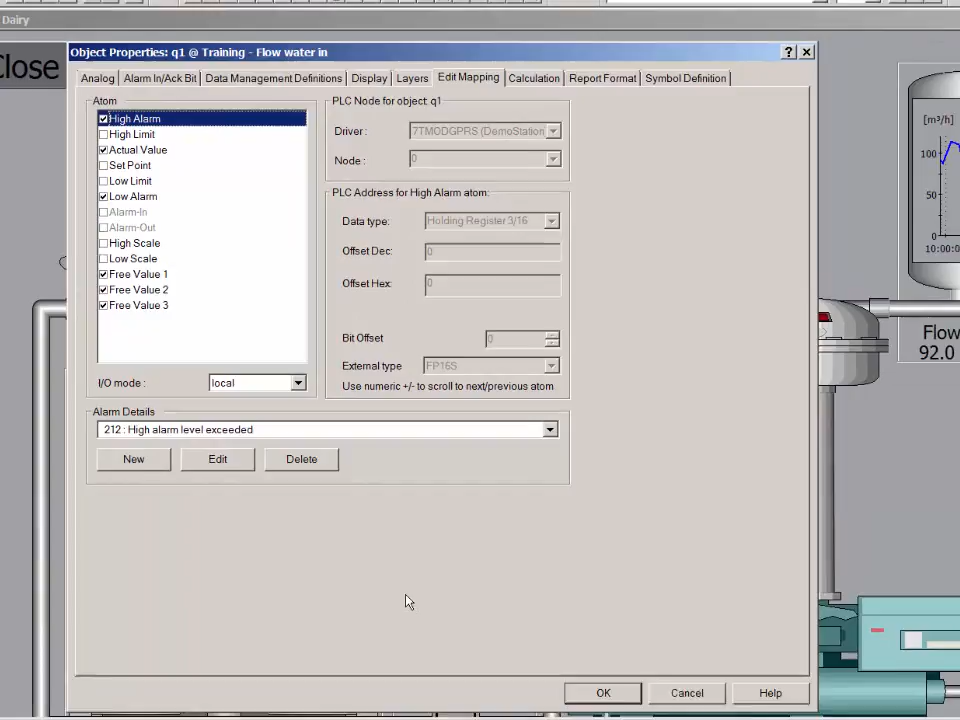 Dairy
Close
Object Properties: q1 @ Training - Flow water in
Analog
Alarm In/Ack Bit
Data Management Definitions
Display
Layers
Edit Mapping
Calculation
Report Format
Symbol Definition
Atom
High Alarm
High Limit
Actual Value
Set Point
Low Limit
Low Alarm
Alarm-In
Alarm-Out
High Scale
Low Scale
Free Value 1
Free Value 2
Free Value 3
I/O mode :
local
PLC Node for object: q1
Driver :
7TMODGPRS (DemoStation
Node :
0
PLC Address for High Alarm atom:
Data type:
Holding Register 3/16
Offset Dec:
0
Offset Hex:
0
Bit Offset
0
External type
FP16S
Use numeric +/- to scroll to next/previous atom
Alarm Details
212 : High alarm level exceeded
New
Edit
Delete
OK
Cancel
Help
[m³/h]
100
50
0
10:00:0
Flow
92.0